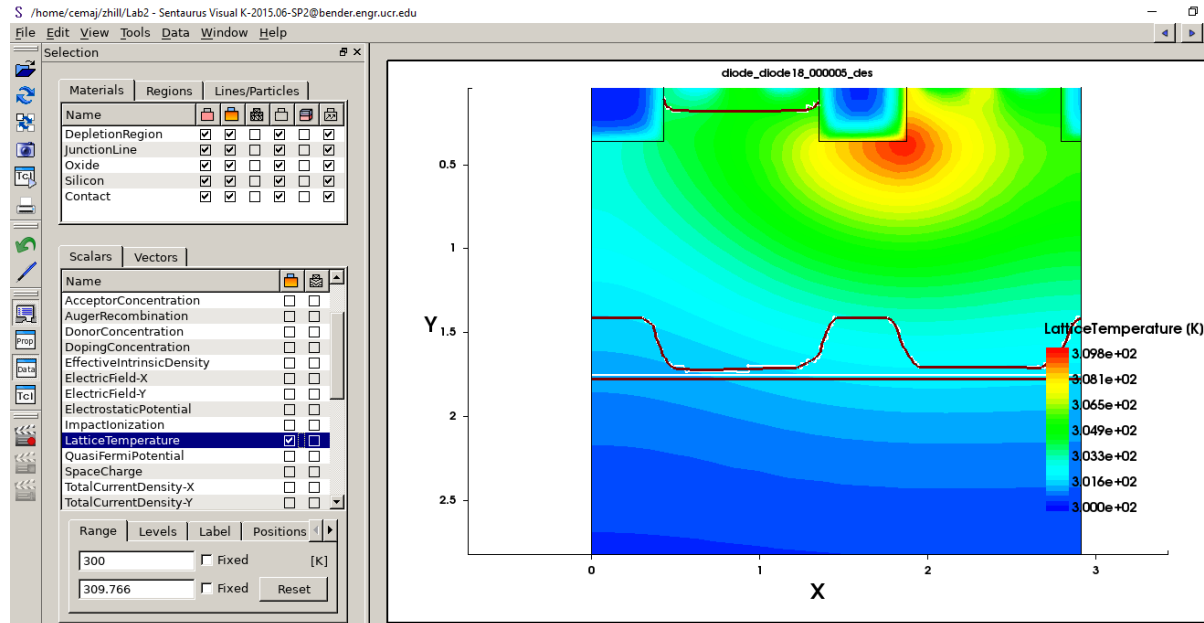 /home/cemaj/zhill/Lab2 - Sentaurus Visual K-2015.06-SP2@bender.engr.ucr.edu
File Edit View Tools Data Window Help
Selection
Materials Regions Lines/Particles
Name
DepletionRegion
JunctionLine
Oxide
Silicon
Contact
Scalars Vectors
Name
AcceptorConcentration
AugerRecombination
DonorConcentration
DopingConcentration
EffectiveIntrinsicDensity
ElectricField-X
ElectricField-Y
ElectrostaticPotential
ImpactIonization
LatticeTemperature
QuasiFermiPotential
SpaceCharge
TotalCurrentDensity-X
TotalCurrentDensity-Y
Range Levels Label Positions
300 Fixed [K]
309.766 Fixed Reset
Tcl
Prop
Data
Tcl
diode_diode18_000005_des
0.5
1
Y 1.5
2
2.5
0 1 2 3
X
LatticeTemperature (K)
3.098e+02
3.081e+02
3.065e+02
3.049e+02
3.033e+02
3.016e+02
3.000e+02